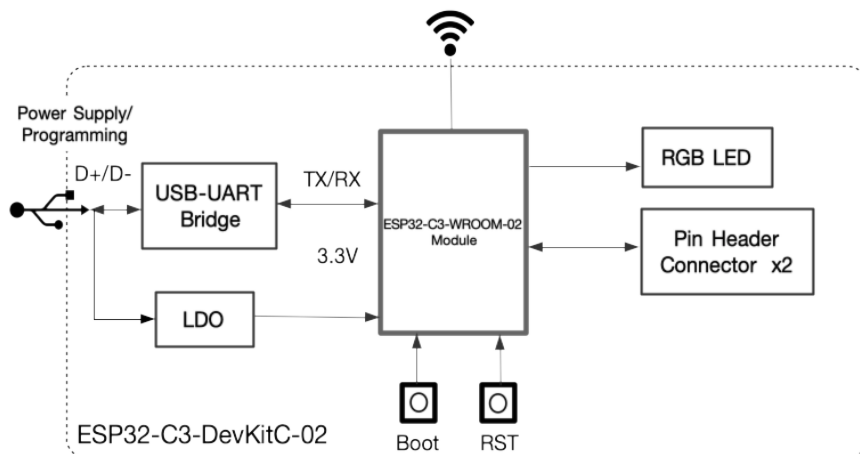 Power Supply/
Programming
D+/D-
USB-UART
Bridge
TX/RX
3.3V
LDO
ESP32-C3-WROOM-02
Module
RGB LED
Pin Header
Connector x2
Boot
RST
ESP32-C3-DevKitC-02